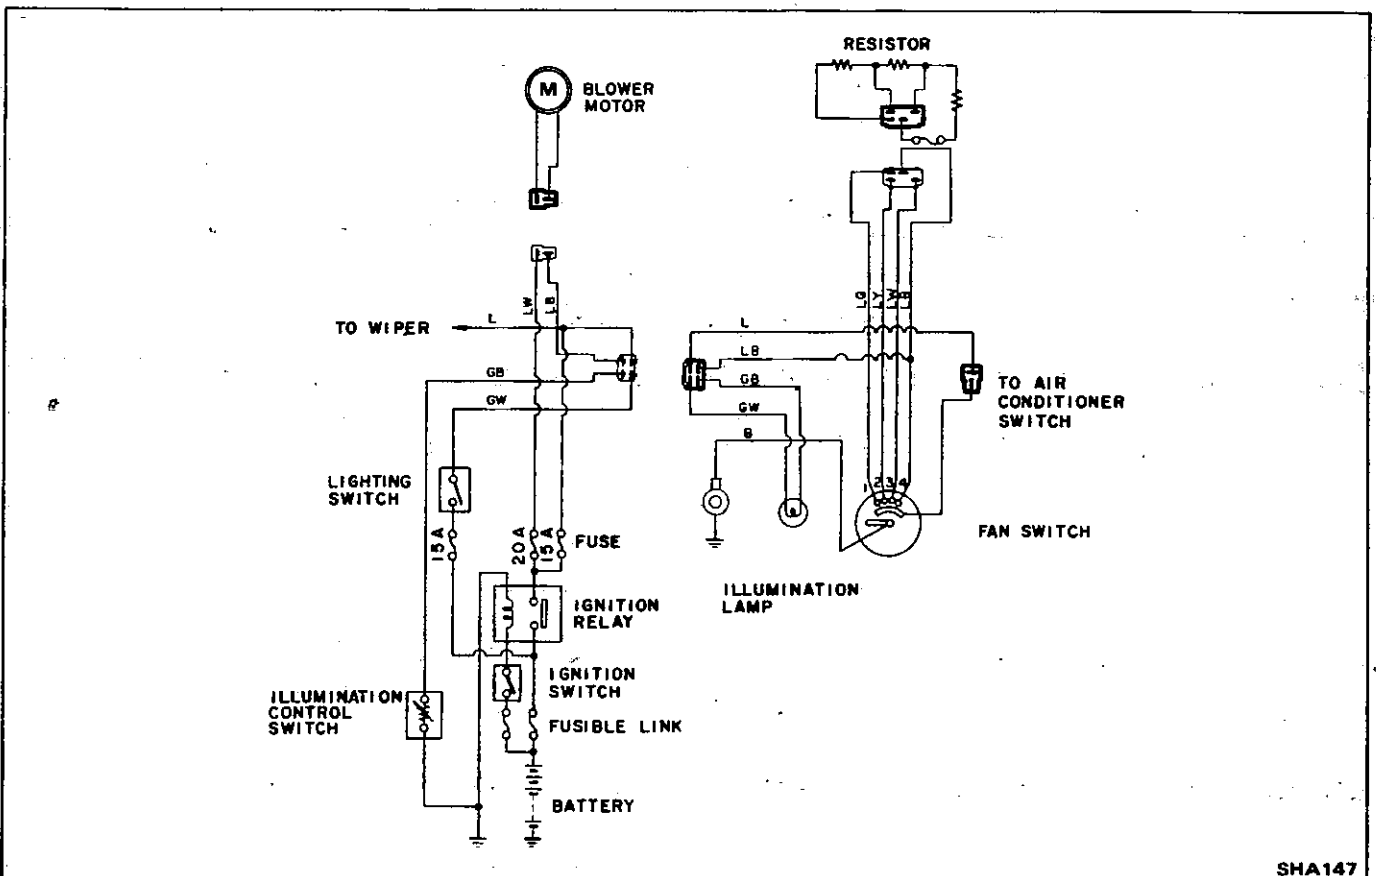 RESISTOR
M
BLOWER
MOTOR
LG
LY
LW
LB
LW
LB
TO WIPER
L
L
LB
GB
GB
GW
GW
B
TO AIR
CONDITIONER
SWITCH
LIGHTING
SWITCH
1
2
3
4
15A
20A
15A
FUSE
FAN SWITCH
ILLUMINATION
LAMP
IGNITION
RELAY
IGNITION
SWITCH
ILLUMINATION
CONTROL
SWITCH
FUSIBLE LINK
BATTERY
SHA147